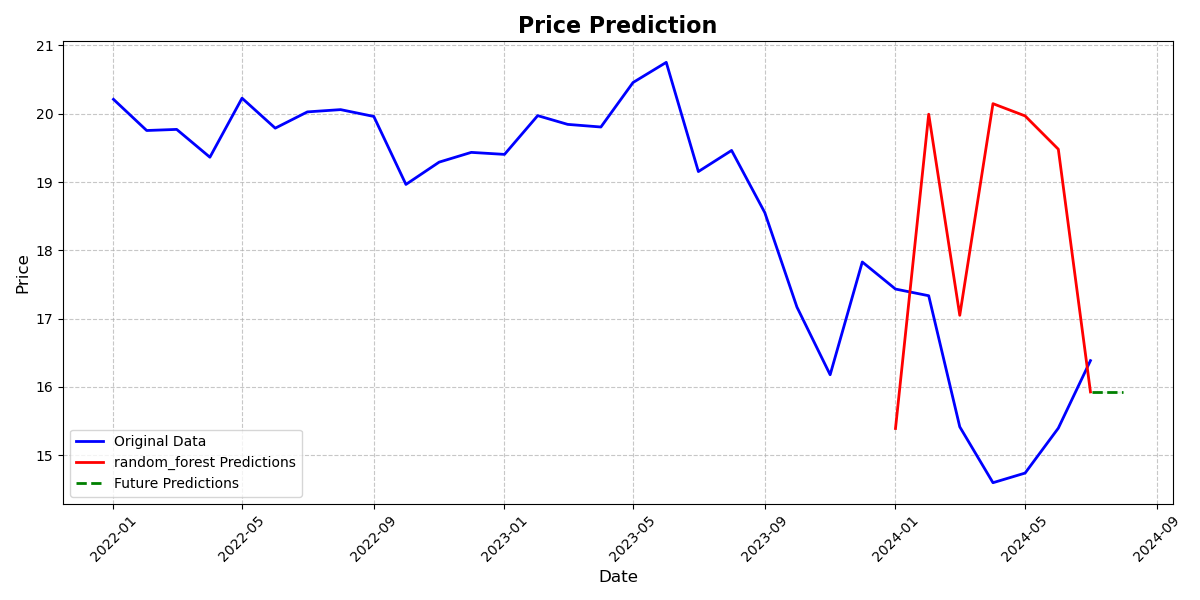 Price Prediction
Price
21
20
19
18
17
16
15
Original Data
random_forest Predictions
Future Predictions
2022-01
2022-05
2022-09
2023-01
2023-05
2023-09
2024-01
2024-05
2024-09
Date